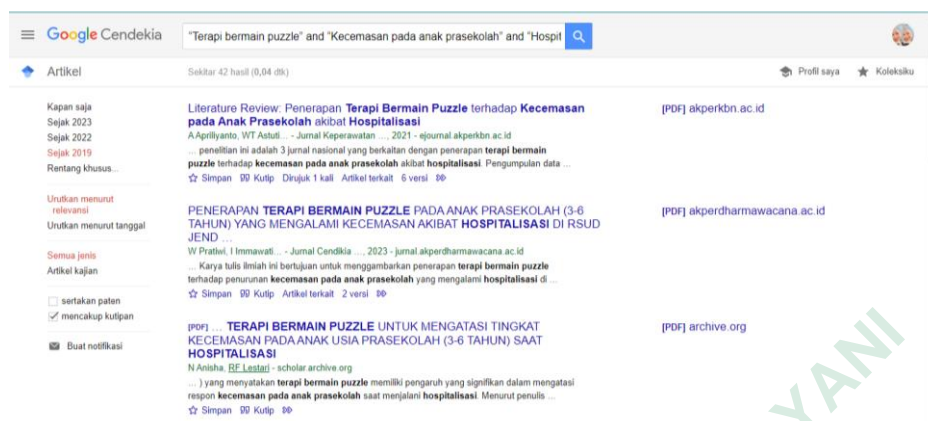 Google Cendekia
"Terapi bermain puzzle" and "Kecemasan pada anak prasekolah" and "Hospit
Artikel
Sekitar 42 hasil (0,04 dtk)
Profil saya
Koleksiku
Kapan saja
Sejak 2023
Sejak 2022
Sejak 2019
Rentang khusus...
Urutkan menurut
relevansi
Urutkan menurut tanggal
Semua jenis
Artikel kajian
sertakan paten
mencakup kutipan
Buat notifikasi
Literature Review: Penerapan Terapi Bermain Puzzle terhadap Kecemasan
pada Anak Prasekolah akibat Hospitalisasi
A Apriliyanto, WT Astuti... - Jurnal Keperawatan ..., 2021 - ejournal.akperkbn.ac.id
... penelitian ini adalah 3 jurnal nasional yang berkaitan dengan penerapan terapi bermain
puzzle terhadap kecemasan pada anak prasekolah akibat hospitalisasi. Pengumpulan data ...
Simpan Kutip Dirujuk 1 kali Artikel terkait 6 versi
[PDF] akperkbn.ac.id
PENERAPAN TERAPI BERMAIN PUZZLE PADA ANAK PRASEKOLAH (3-6
TAHUN) YANG MENGALAMI KECEMASAN AKIBAT HOSPITALISASI DI RSUD
JEND ...
W Pratiwi, I Immawati... - Jurnal Cendikia ..., 2023 - jurnal.akperdharmawacana.ac.id
... Karya tulis ilmiah ini bertujuan untuk menggambarkan penerapan terapi bermain puzzle
terhadap penurunan kecemasan pada anak prasekolah yang mengalami hospitalisasi di ...
Simpan Kutip Artikel terkait 2 versi
[PDF] akperdharmawacana.ac.id
[PDF] ... TERAPI BERMAIN PUZZLE UNTUK MENGATASI TINGKAT
KECEMASAN PADA ANAK USIA PRASEKOLAH (3-6 TAHUN) SAAT
HOSPITALISASI
N Anisha, RF Lestari - scholar.archive.org
... ) yang menyatakan terapi bermain puzzle memiliki pengaruh yang signifikan dalam mengatasi
respon kecemasan pada anak prasekolah saat menjalani hospitalisasi. Menurut penulis ...
Simpan Kutip
[PDF] archive.org
YANI